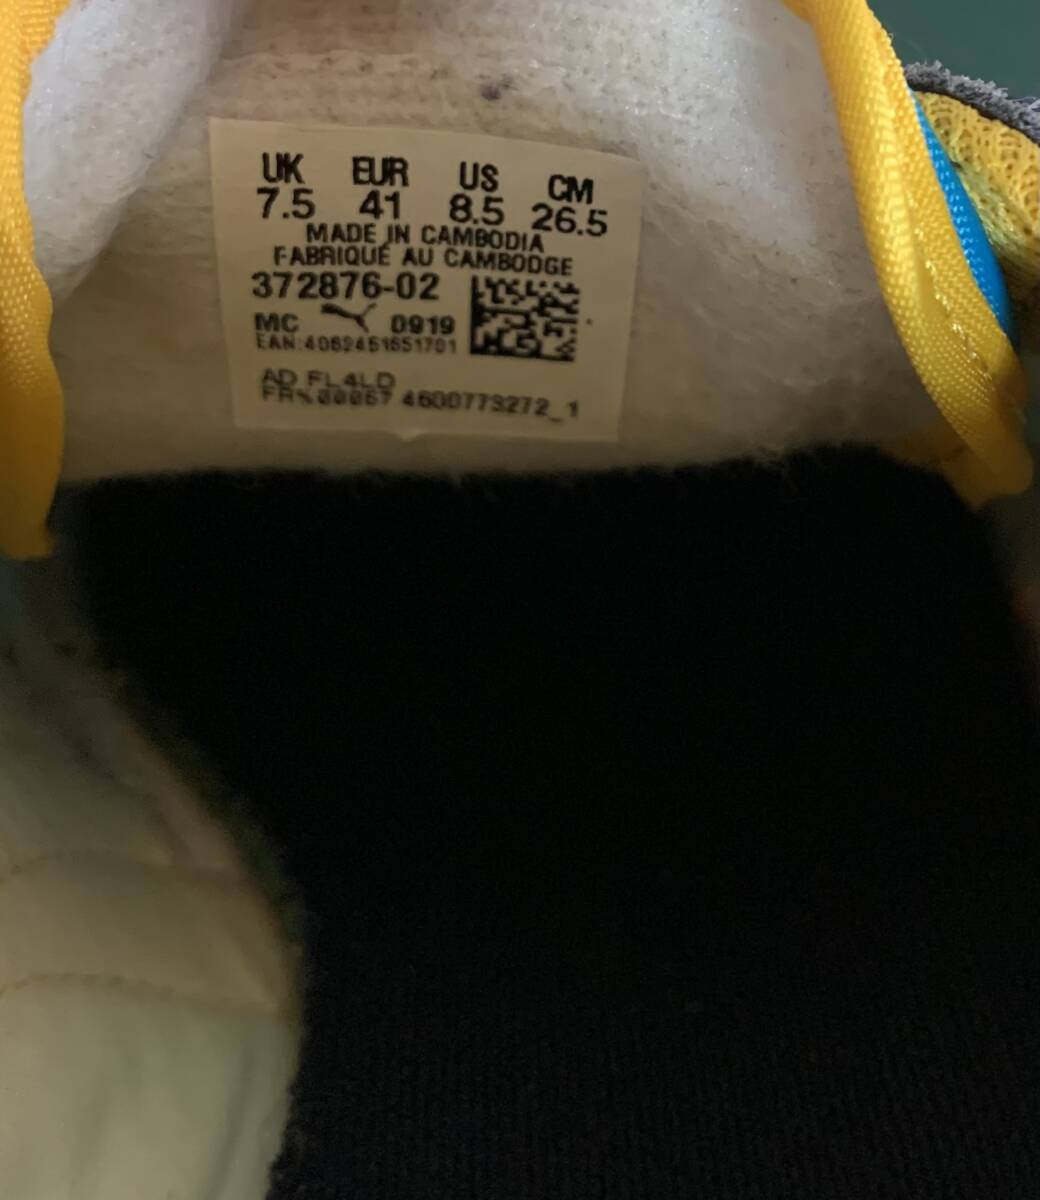 UK EUR US CM
7.5 41 8.5 26.5
MADE IN CAMBODIA
FABRIQUÉ AU CAMBODGE
372876-02
MC 0919
EAN:4062451651701
AD FL4LD
4600773272_1